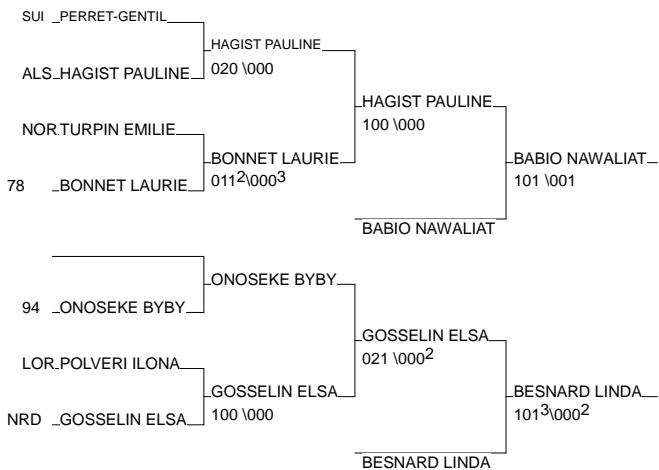 SUI PERRET-GENTIL
HAGIST PAULINE
020 \000
ALS HAGIST PAULINE
HAGIST PAULINE
100 \000
NOR TURPIN EMILIE
BONNET LAURIE
011²\000³
BABIO NAWALIAT
101 \001
78 BONNET LAURIE
BABIO NAWALIAT
ONOSEKE BYBY
94 ONOSEKE BYBY
GOSSELIN ELSA
021 \000²
LOR POLVERI ILONA
GOSSELIN ELSA
100 \000
BESNARD LINDA
101³\000²
NRD GOSSELIN ELSA
BESNARD LINDA